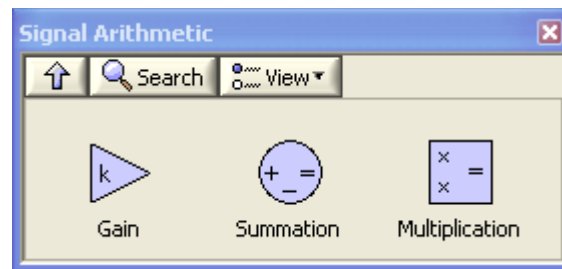 Signal Arithmetic
Search View
k + _ = × × =
Gain Summation Multiplication